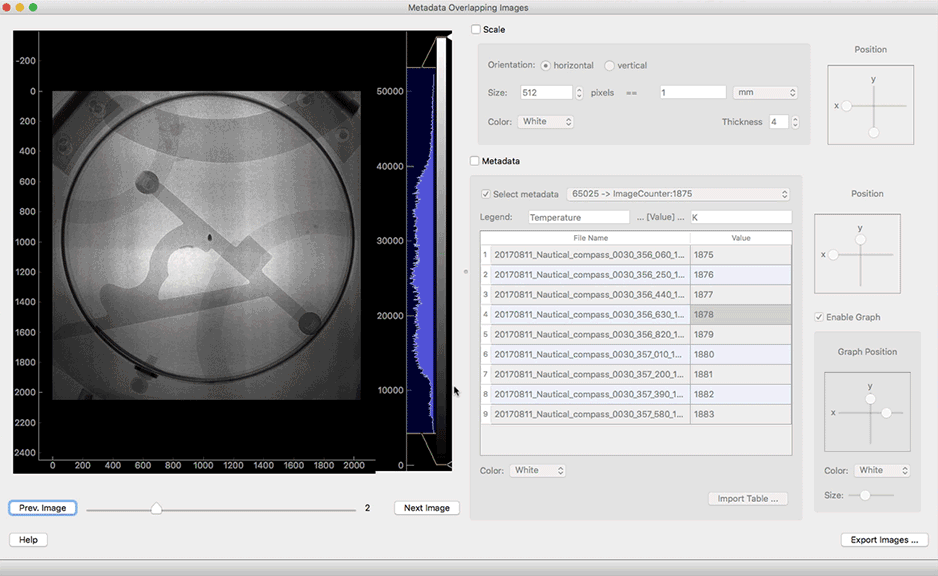 Metadata Overlapping Images
-200
0
200
400
600
800
1000
1200
1400
1600
1800
2000
2200
2400
0 200 400 600 800 1000 1200 1400 1600 1800 2000
50000
40000
30000
20000
10000
0
Prev. Image 2 Next Image
Help
Scale
Orientation: horizontal vertical
Size: 512 pixels == 1 mm
Color: White Thickness 4
Position
y
x
Metadata
Select metadata 65025 -> ImageCounter:1875
Legend: Temperature ... [Value] ... K
File Name Value
1 20170811_Nautical_compass_0030_356_060_1... 1875
2 20170811_Nautical_compass_0030_356_250_1... 1876
3 20170811_Nautical_compass_0030_356_440_1... 1877
4 20170811_Nautical_compass_0030_356_630_1... 1878
5 20170811_Nautical_compass_0030_356_820_1... 1879
6 20170811_Nautical_compass_0030_357_010_1... 1880
7 20170811_Nautical_compass_0030_357_200_1... 1881
8 20170811_Nautical_compass_0030_357_390_1... 1882
9 20170811_Nautical_compass_0030_357_580_1... 1883
Color: White
Import Table ...
Position
y
x
Enable Graph
Graph Position
y
x
Color: White
Size:
Export Images ...